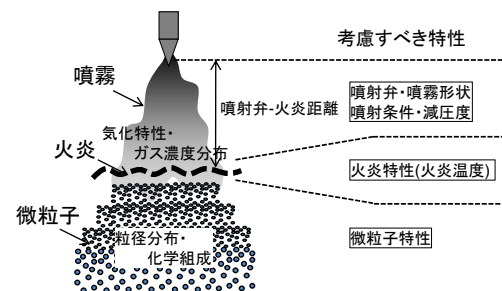 考慮すべき特性
噴霧
噴射弁-火炎距離
噴射弁・噴霧形状
噴射条件・減圧度
気化特性・
ガス濃度分布
火炎
火炎特性(火炎温度)
微粒子
粒径分布・
化学組成
微粒子特性